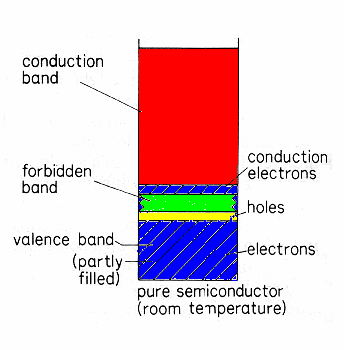 conduction
band
conduction
electrons
forbidden
band
holes
valence band
(partly
filled)
electrons
pure semiconductor
(room temperature)